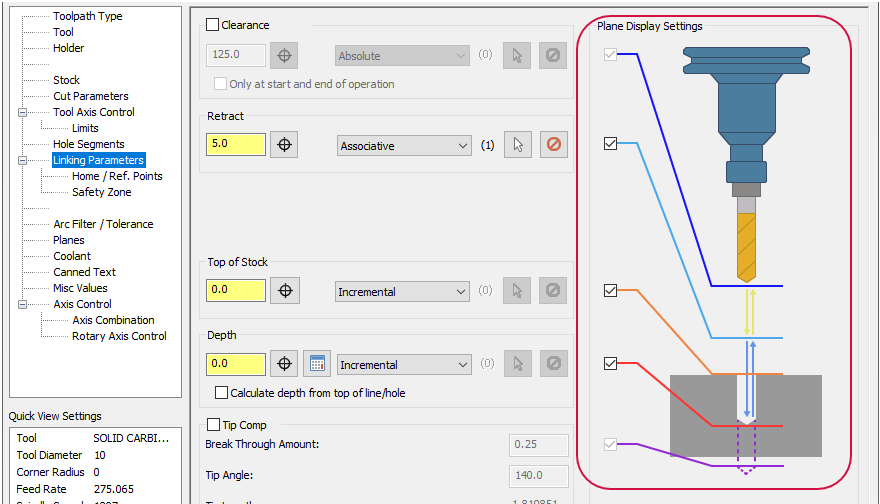 Toolpath Type
Tool
Holder
Stock
Cut Parameters
Tool Axis Control
Limits
Hole Segments
Linking Parameters
Home / Ref. Points
Safety Zone
Arc Filter / Tolerance
Planes
Coolant
Canned Text
Misc Values
Axis Control
Axis Combination
Rotary Axis Control
Quick View Settings
Tool SOLID CARBI...
Tool Diameter 10
Corner Radius 0
Feed Rate 275.065
Clearance
125.0 Absolute (0)
Only at start and end of operation
Retract
5.0 Associative (1)
Top of Stock
0.0 Incremental (0)
Depth
0.0 Incremental (0)
Calculate depth from top of line/hole
Tip Comp
Break Through Amount: 0.25
Tip Angle: 140.0
Plane Display Settings